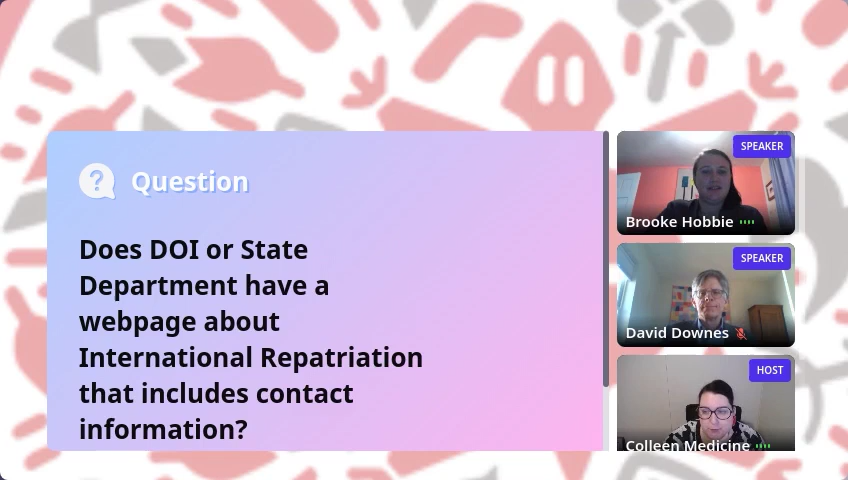 Question
Does DOI or State
Department have a
webpage about
International Repatriation
that includes contact
information?
SPEAKER
Brooke Hobbie
SPEAKER
David Downes
HOST
Colleen Medicine